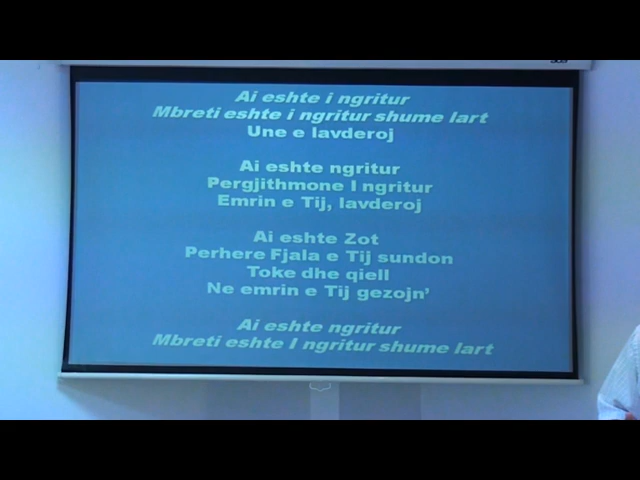 Ai eshte i ngritur
Mbreti eshte i ngritur shume lart
Une e lavderoj
Ai eshte ngritur
Pergjithmone I ngritur
Emrin e Tij, lavderoj
Ai eshte Zot
Perhere Fjala e Tij sundon
Toke dhe qiell
Ne emrin e Tij gezojn’
Ai eshte ngritur
Mbreti eshte I ngritur shume lart